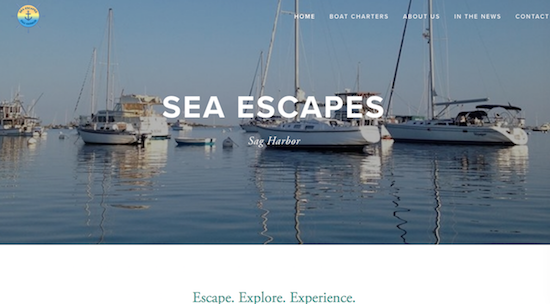 HOME BOAT CHARTERS ABOUT US IN THE NEWS CONTACT
SEA ESCAPES
Sag Harbor
Escape. Explore. Experience.